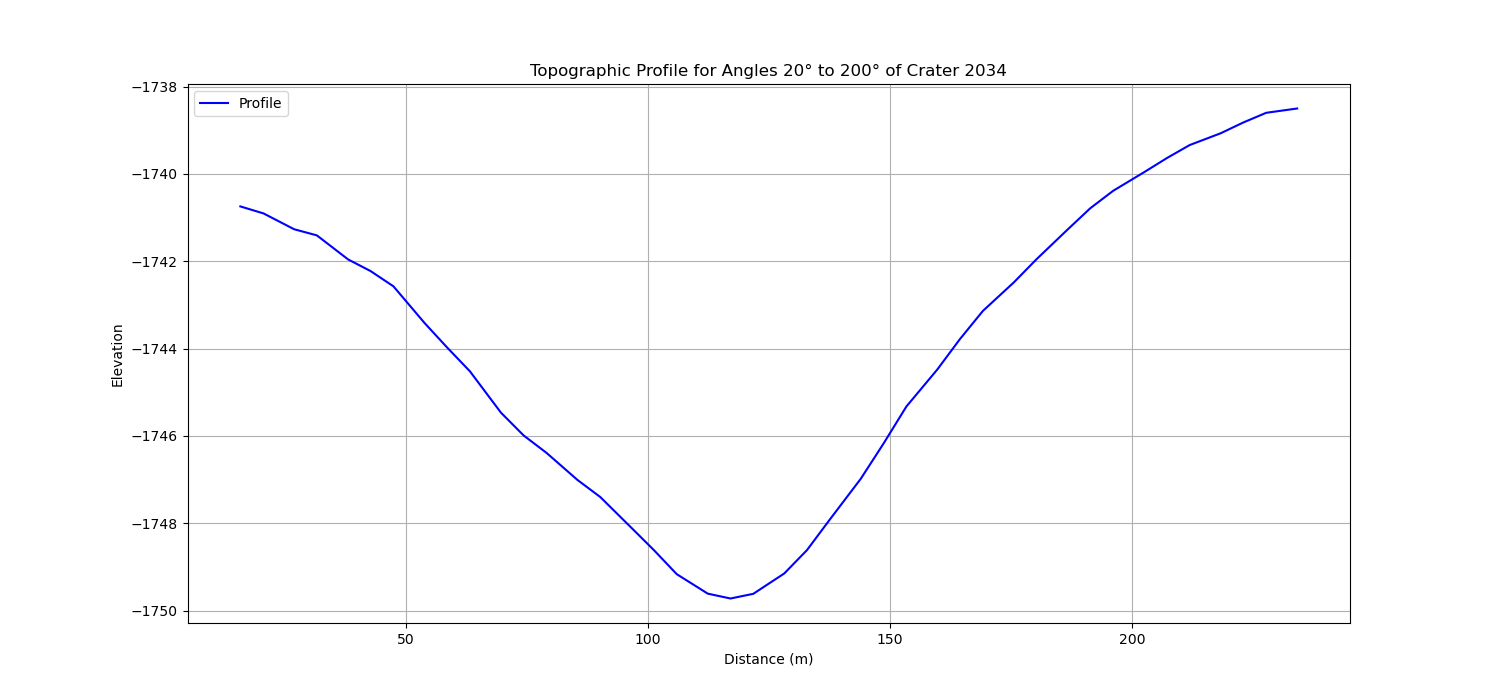 Topographic Profile for Angles 20° to 200° of Crater 2034
Profile
−1738
−1740
−1742
−1744
−1746
−1748
−1750
Elevation
50 100 150 200
Distance (m)